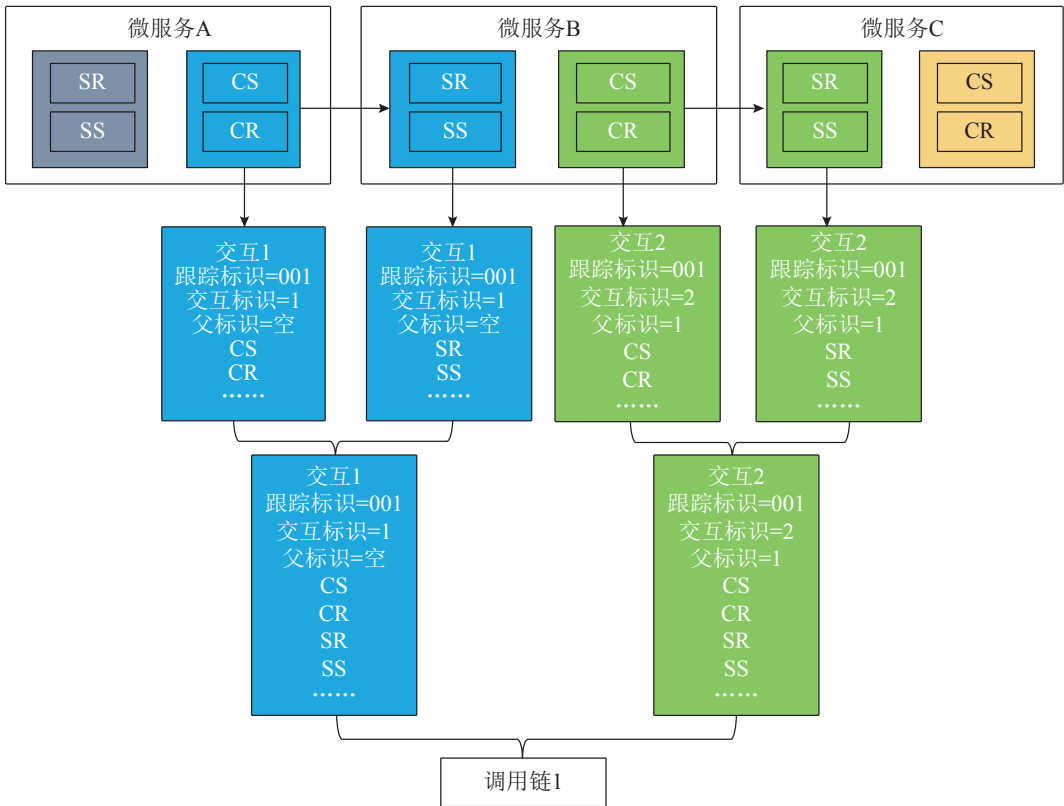 微服务A
微服务B
微服务C
SR
SS
CS
CR
SR
SS
CS
CR
SR
SS
CS
CR
交互1
跟踪标识=001
交互标识=1
父标识=空
CS
CR
……
交互1
跟踪标识=001
交互标识=1
父标识=空
SR
SS
……
交互2
跟踪标识=001
交互标识=2
父标识=1
CS
CR
……
交互2
跟踪标识=001
交互标识=2
父标识=1
SR
SS
……
交互1
跟踪标识=001
交互标识=1
父标识=空
CS
CR
SR
SS
……
交互2
跟踪标识=001
交互标识=2
父标识=1
CS
CR
SR
SS
……
调用链1